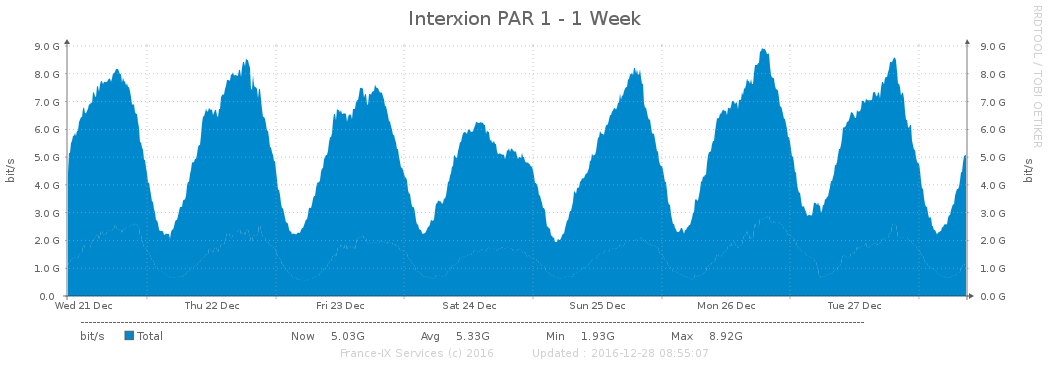 Interxion PAR 1 - 1 Week
RRDTOOL / TOBI OETIKER
9.0 G 9.0 G
8.0 G 8.0 G
7.0 G 7.0 G
6.0 G 6.0 G
5.0 G 5.0 G
4.0 G 4.0 G
3.0 G 3.0 G
2.0 G 2.0 G
1.0 G 1.0 G
0.0 0.0 G
bit/s
bit/s
Wed 21 Dec Thu 22 Dec Fri 23 Dec Sat 24 Dec Sun 25 Dec Mon 26 Dec Tue 27 Dec
bit/s Total Now 5.03G Avg 5.33G Min 1.93G Max 8.92G
France-IX Services (c) 2016 Updated : 2016-12-28 08:55:07